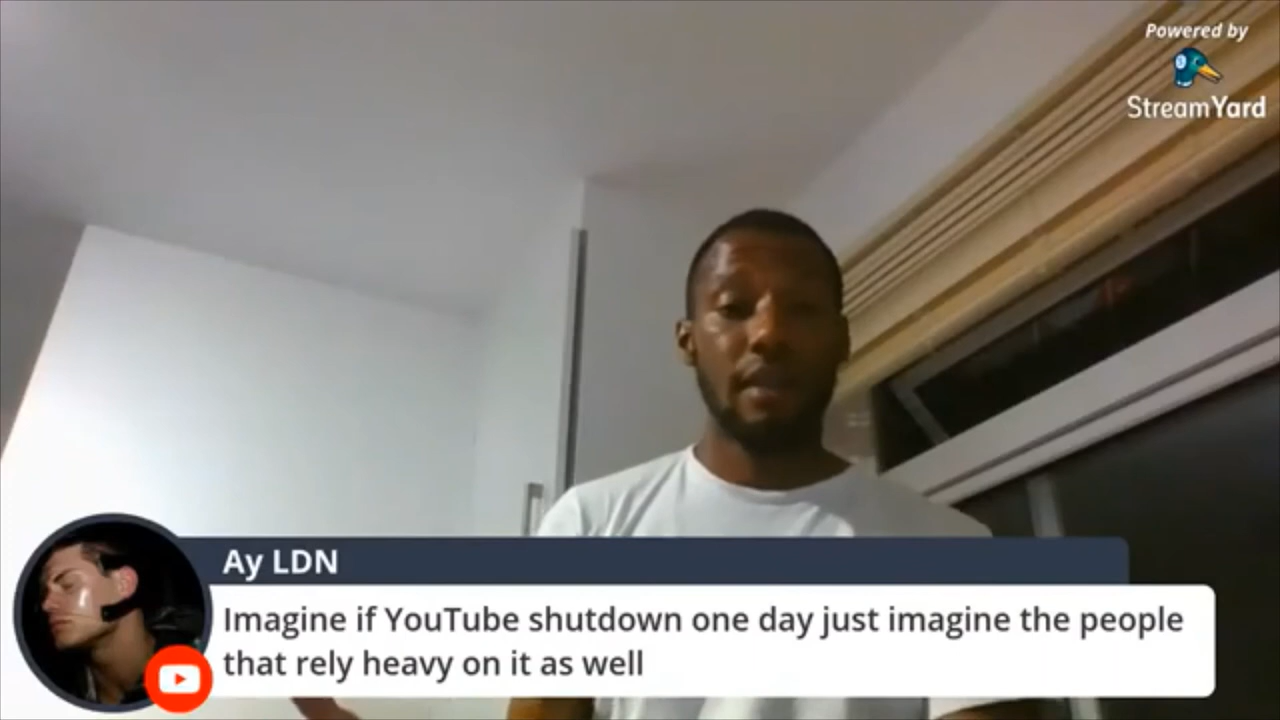 Powered by
StreamYard
Ay LDN
Imagine if YouTube shutdown one day just imagine the people
that rely heavy on it as well